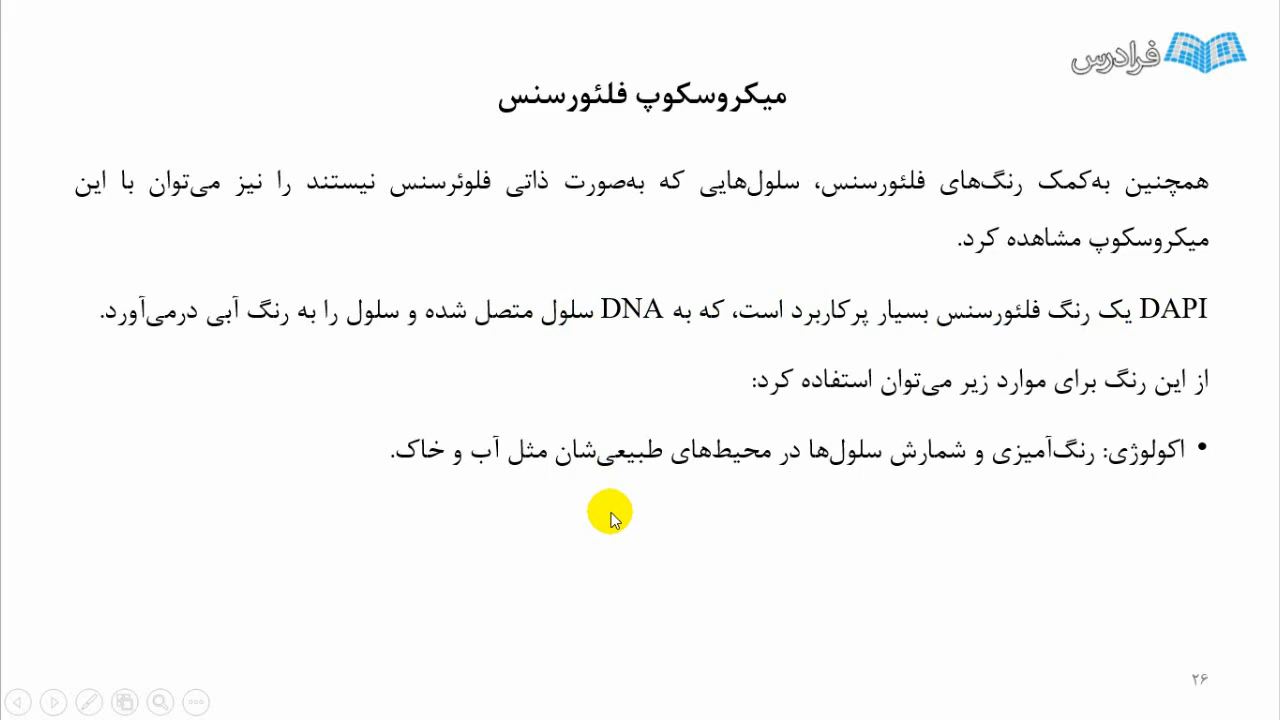 فرادرس
میکروسکوپ فلئورسنس
همچنین به‌کمک رنگ‌های فلئورسنس، سلول‌هایی که به‌صورت ذاتی فلوئرسنس نیستند را نیز می‌توان با این
میکروسکوپ مشاهده کرد.
DAPI یک رنگ فلئورسنس بسیار پرکاربرد است، که به DNA سلول متصل شده و سلول را به رنگ آبی درمی‌آورد.
از این رنگ برای موارد زیر می‌توان استفاده کرد:
• اکولوژی: رنگ‌آمیزی و شمارش سلول‌ها در محیط‌های طبیعی‌شان مثل آب و خاک.
۲۶